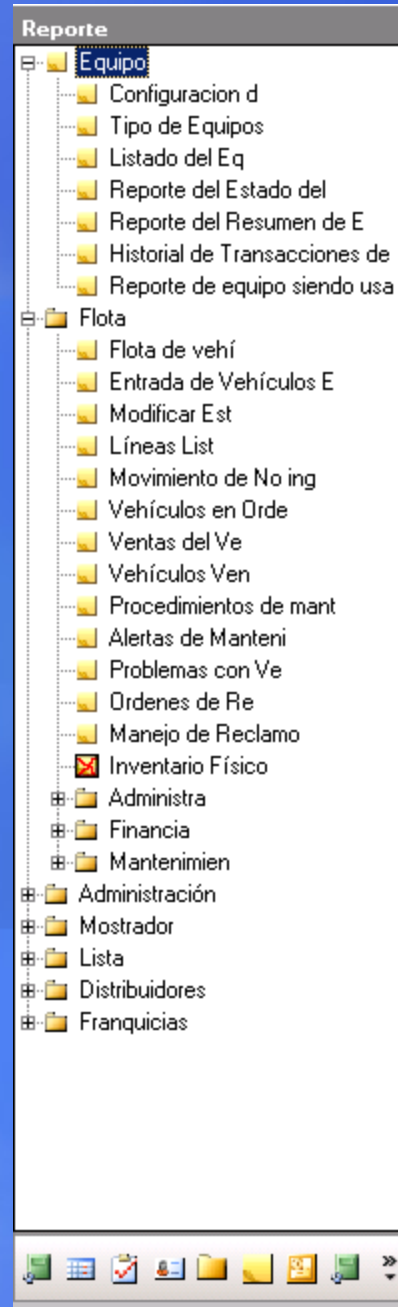 Reporte
Equipo
Configuracion d
Tipo de Equipos
Listado del Eq
Reporte del Estado del
Reporte del Resumen de E
Historial de Transacciones de
Reporte de equipo siendo usa
Flota
Flota de vehí
Entrada de Vehículos E
Modificar Est
Líneas List
Movimiento de No ing
Vehículos en Orde
Ventas del Ve
Vehículos Ven
Procedimientos de mant
Alertas de Manteni
Problemas con Ve
Ordenes de Re
Manejo de Reclamo
Inventario Físico
Administra
Financia
Mantenimien
Administración
Mostrador
Lista
Distribuidores
Franquicias